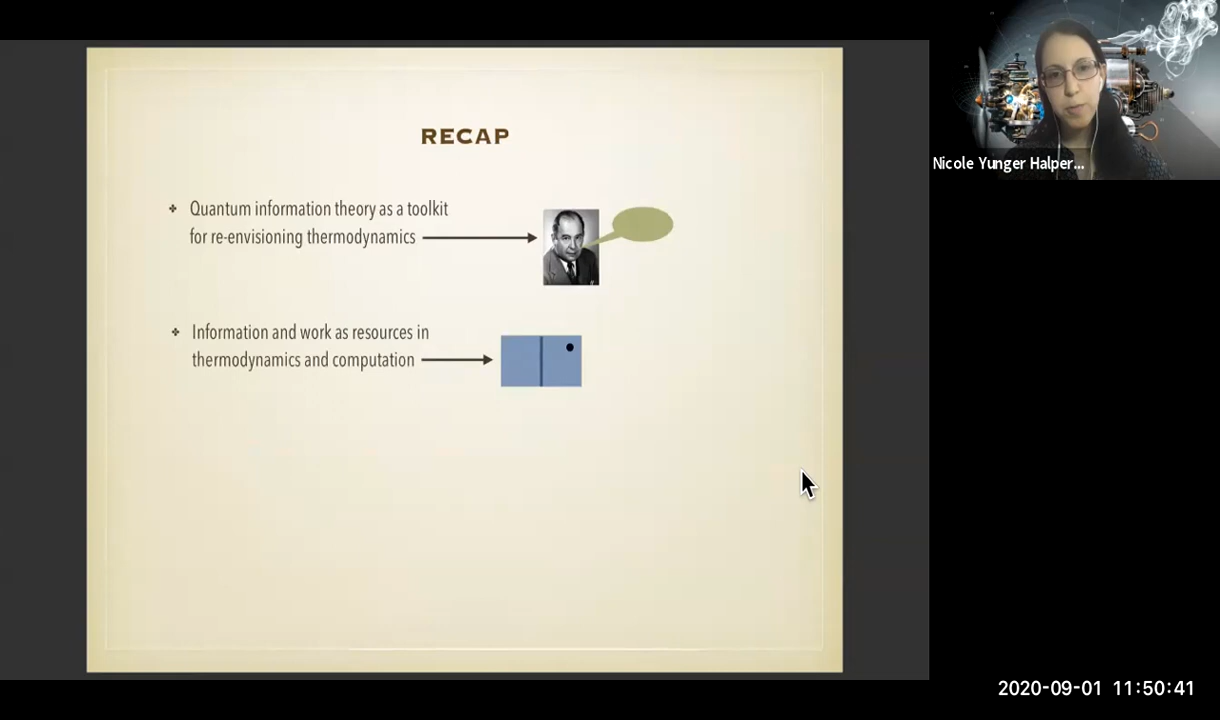 RECAP
❖ Quantum information theory as a toolkit
for re-envisioning thermodynamics
❖ Information and work as resources in
thermodynamics and computation
Nicole Yunger Halper...
2020-09-01 11:50:41